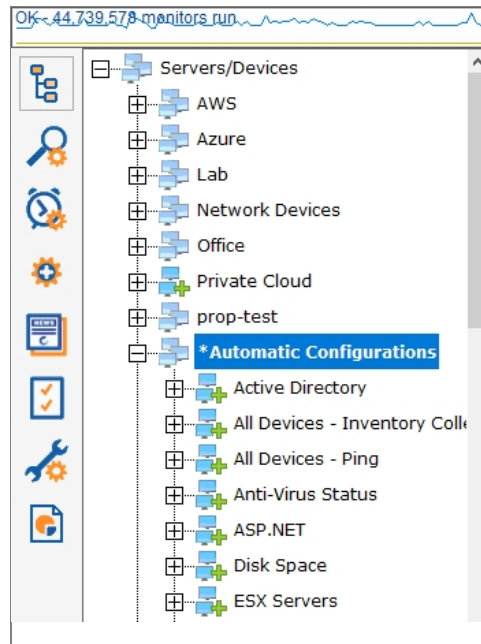 OK - 44,739,578 monitors run
Servers/Devices
AWS
Azure
Lab
Network Devices
Office
Private Cloud
prop-test
*Automatic Configurations
Active Directory
All Devices - Inventory Colle
All Devices - Ping
Anti-Virus Status
ASP.NET
Disk Space
ESX Servers
NEWS